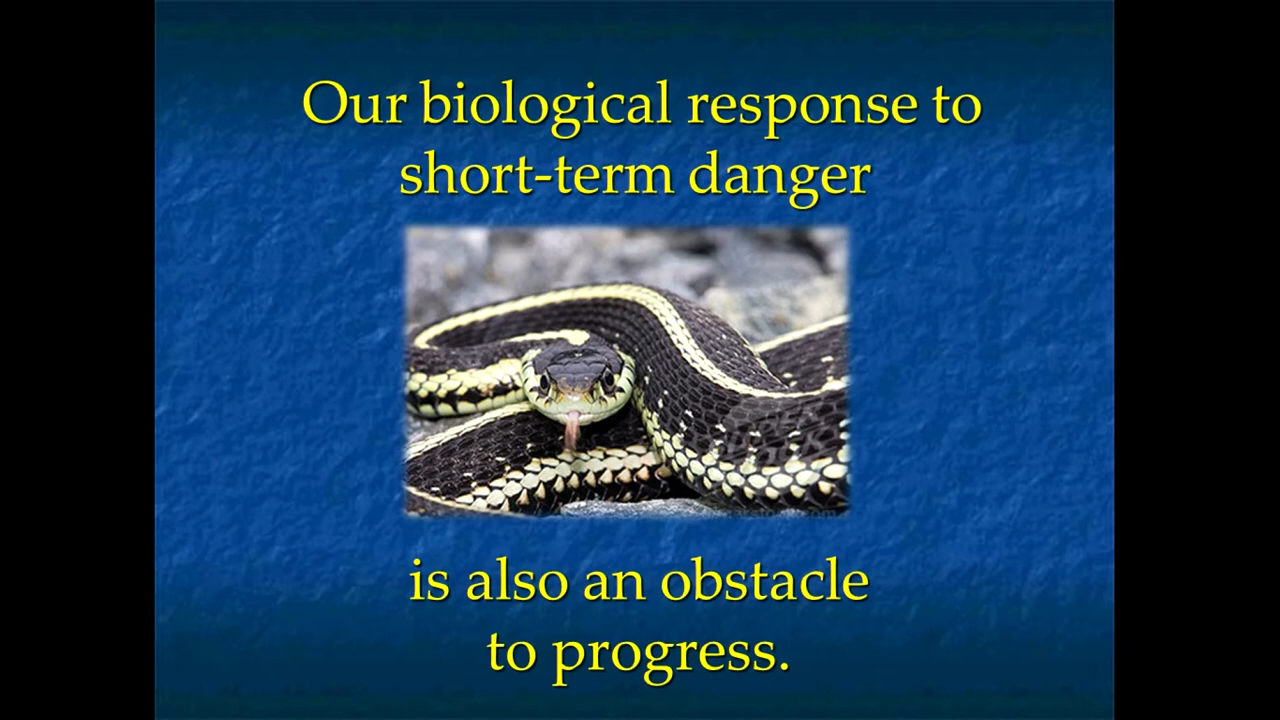 Our biological response to
short-term danger
is also an obstacle
to progress.